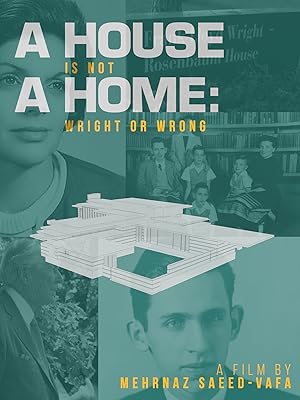 A HOUSE
IS NOT
A HOME:
WRIGHT OR WRONG
Wright
Rosenbaum House
A FILM BY
MEHRNAZ SAEED-VAFA